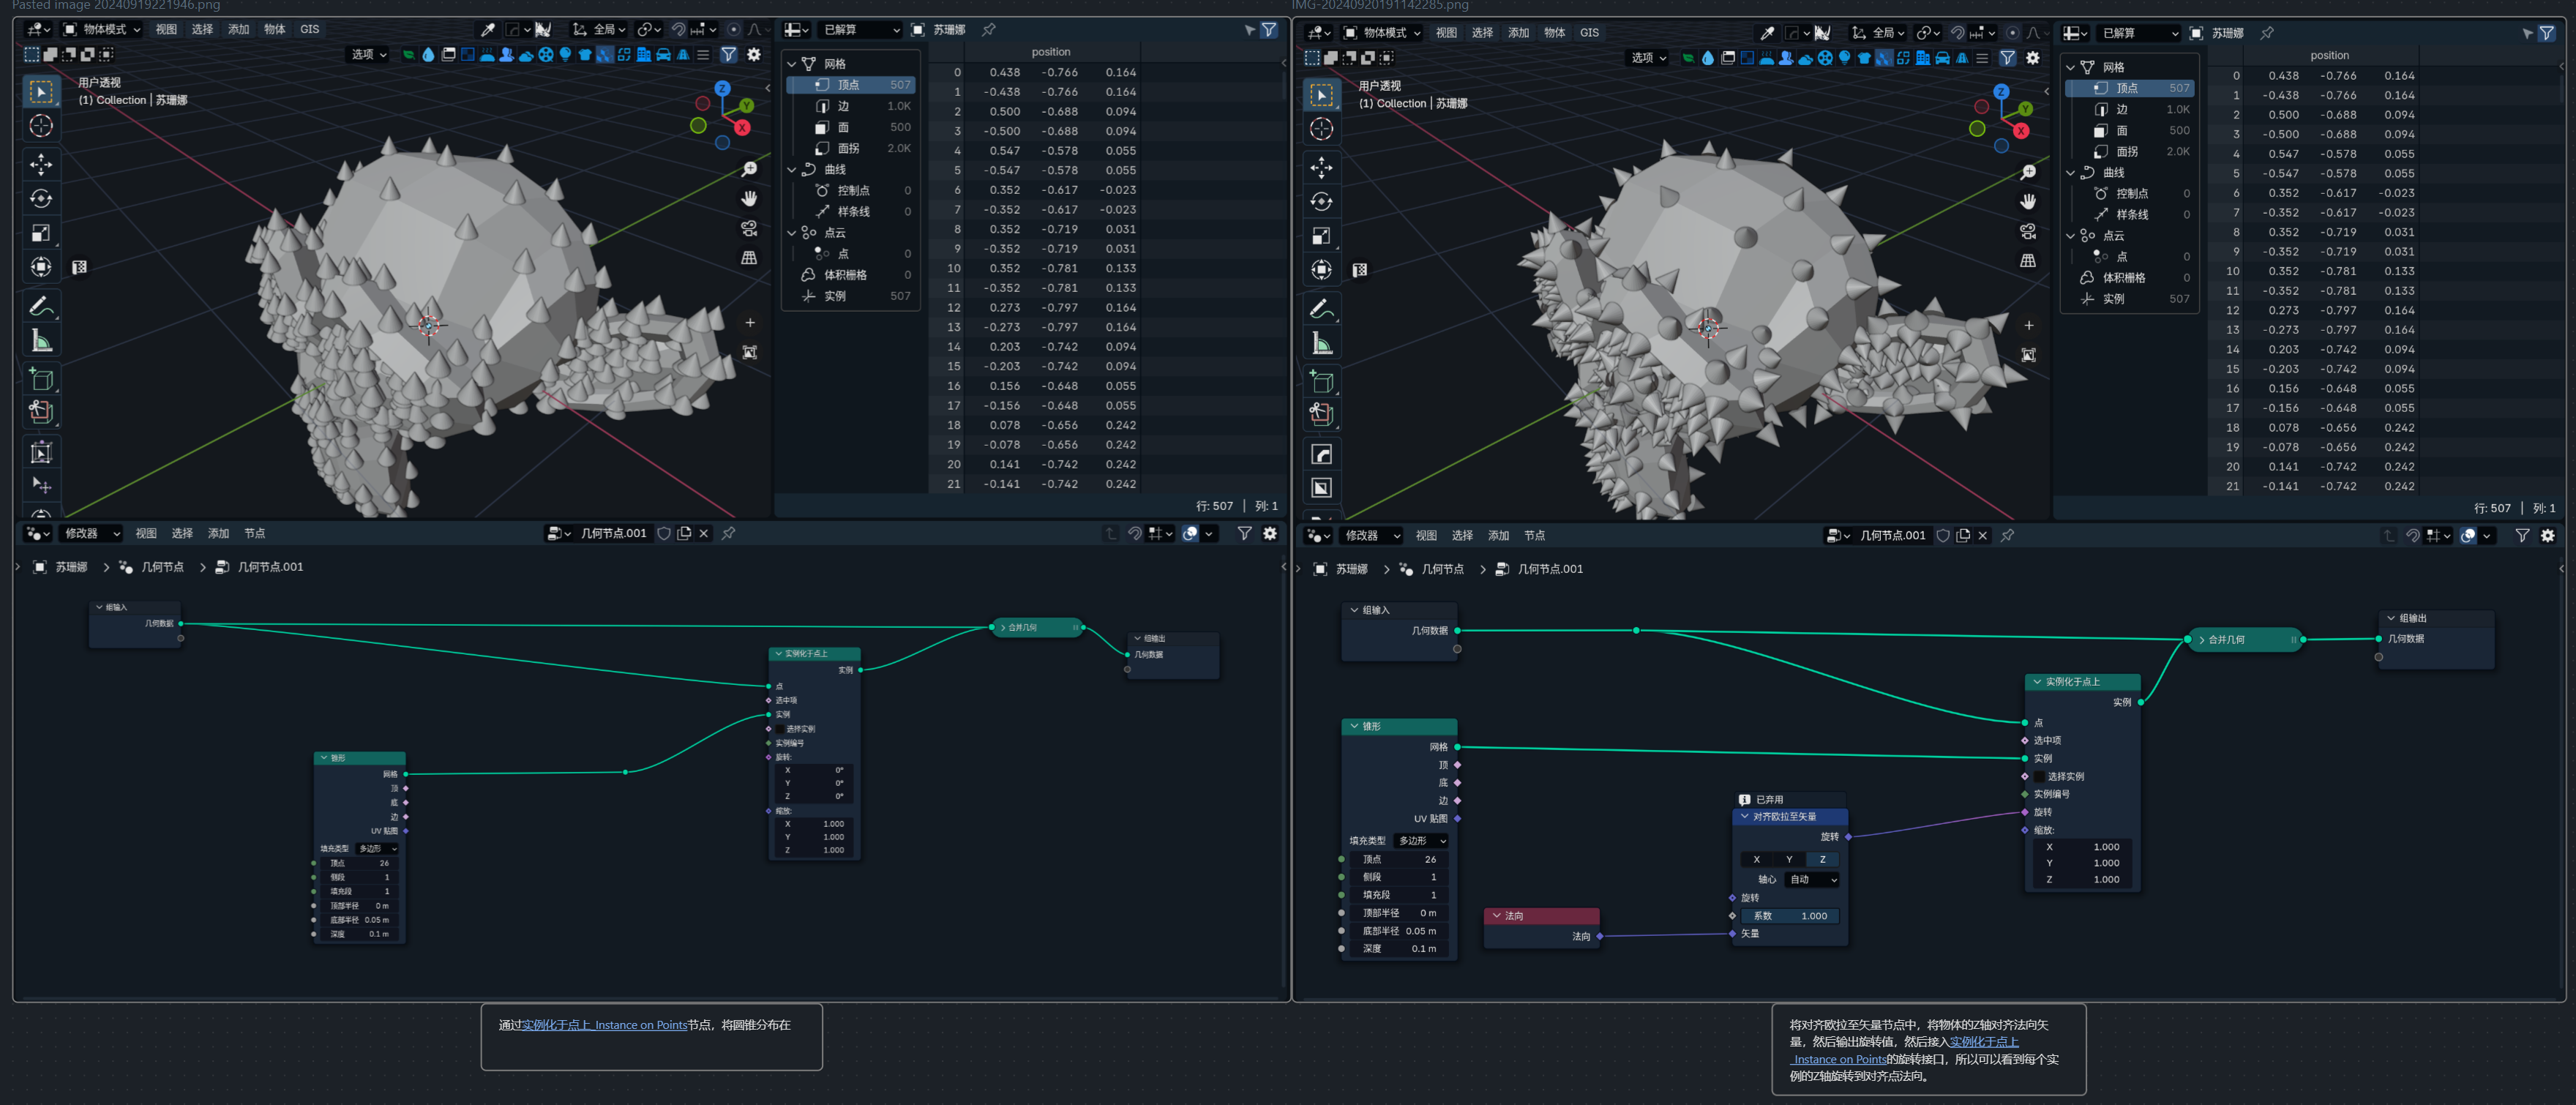 Pasted image 20240919221946.png
物体模式 视图 选择 添加 物体 GIS 全局
选项
用户透视
(1) Collection | 苏珊娜
Z
Y
X
已解算 苏珊娜
网格
顶点 507
边 1.0K
面 500
面拐 2.0K
曲线
控制点 0
样条线 0
点云
点 0
体积栅格 0
实例 507
position
0 0.438 -0.766 0.164
1 -0.438 -0.766 0.164
2 0.500 -0.688 0.094
3 -0.500 -0.688 0.094
4 0.547 -0.578 0.055
5 -0.547 -0.578 0.055
6 0.352 -0.617 -0.023
7 -0.352 -0.617 -0.023
8 0.352 -0.719 0.031
9 -0.352 -0.719 0.031
10 0.352 -0.781 0.133
11 -0.352 -0.781 0.133
12 0.273 -0.797 0.164
13 -0.273 -0.797 0.164
14 0.203 -0.742 0.094
15 -0.203 -0.742 0.094
16 0.156 -0.648 0.055
17 -0.156 -0.648 0.055
18 0.078 -0.656 0.242
19 -0.078 -0.656 0.242
20 0.141 -0.742 0.242
21 -0.141 -0.742 0.242
行: 507 | 列: 1
修改器 视图 选择 添加 节点 几何节点.001
苏珊娜 > 几何节点 > 几何节点.001
组输入
几何数据
合并几何
组输出
几何数据
实例化于点上
实例
点
选中项
实例
选择实例
实例编号
旋转:
X 0°
Y 0°
Z 0°
缩放:
X 1.000
Y 1.000
Z 1.000
锥形
网格
顶
底
边
UV 贴图
填充类型 多边形
顶点 26
侧段 1
填充段 1
顶部半径 0 m
底部半径 0.05 m
深度 0.1 m
通过实例化于点上_Instance on Points节点，将圆锥分布在
IMG-20240920191142285.png
物体模式 视图 选择 添加 物体 GIS 全局
选项
用户透视
(1) Collection | 苏珊娜
Z
Y
X
已解算 苏珊娜
网格
顶点 507
边 1.0K
面 500
面拐 2.0K
曲线
控制点 0
样条线 0
点云
点 0
体积栅格 0
实例 507
position
0 0.438 -0.766 0.164
1 -0.438 -0.766 0.164
2 0.500 -0.688 0.094
3 -0.500 -0.688 0.094
4 0.547 -0.578 0.055
5 -0.547 -0.578 0.055
6 0.352 -0.617 -0.023
7 -0.352 -0.617 -0.023
8 0.352 -0.719 0.031
9 -0.352 -0.719 0.031
10 0.352 -0.781 0.133
11 -0.352 -0.781 0.133
12 0.273 -0.797 0.164
13 -0.273 -0.797 0.164
14 0.203 -0.742 0.094
15 -0.203 -0.742 0.094
16 0.156 -0.648 0.055
17 -0.156 -0.648 0.055
18 0.078 -0.656 0.242
19 -0.078 -0.656 0.242
20 0.141 -0.742 0.242
21 -0.141 -0.742 0.242
行: 507 | 列: 1
修改器 视图 选择 添加 节点 几何节点.001
苏珊娜 > 几何节点 > 几何节点.001
组输入
几何数据
合并几何
组输出
几何数据
实例化于点上
实例
点
选中项
实例
选择实例
实例编号
旋转
缩放:
X 1.000
Y 1.000
Z 1.000
锥形
网格
顶
底
边
UV 贴图
填充类型 多边形
顶点 26
侧段 1
填充段 1
顶部半径 0 m
底部半径 0.05 m
深度 0.1 m
法向
法向
已弃用
对齐欧拉至矢量
旋转
X Y Z
轴心 自动
旋转
系数 1.000
矢量
将对齐欧拉至矢量节点中，将物体的Z轴对齐法向矢
量，然后输出旋转值，然后接入实例化于点上
_Instance on Points的旋转接口，所以可以看到每个实
例的Z轴旋转到对齐点法向。